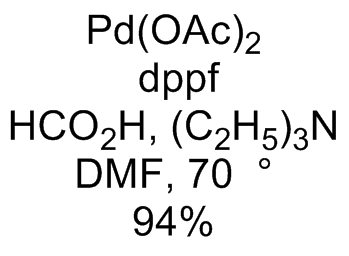 Pd(OAc)₂
dppf
HCO₂H, (C₂H₅)₃N
DMF, 70 °
94%